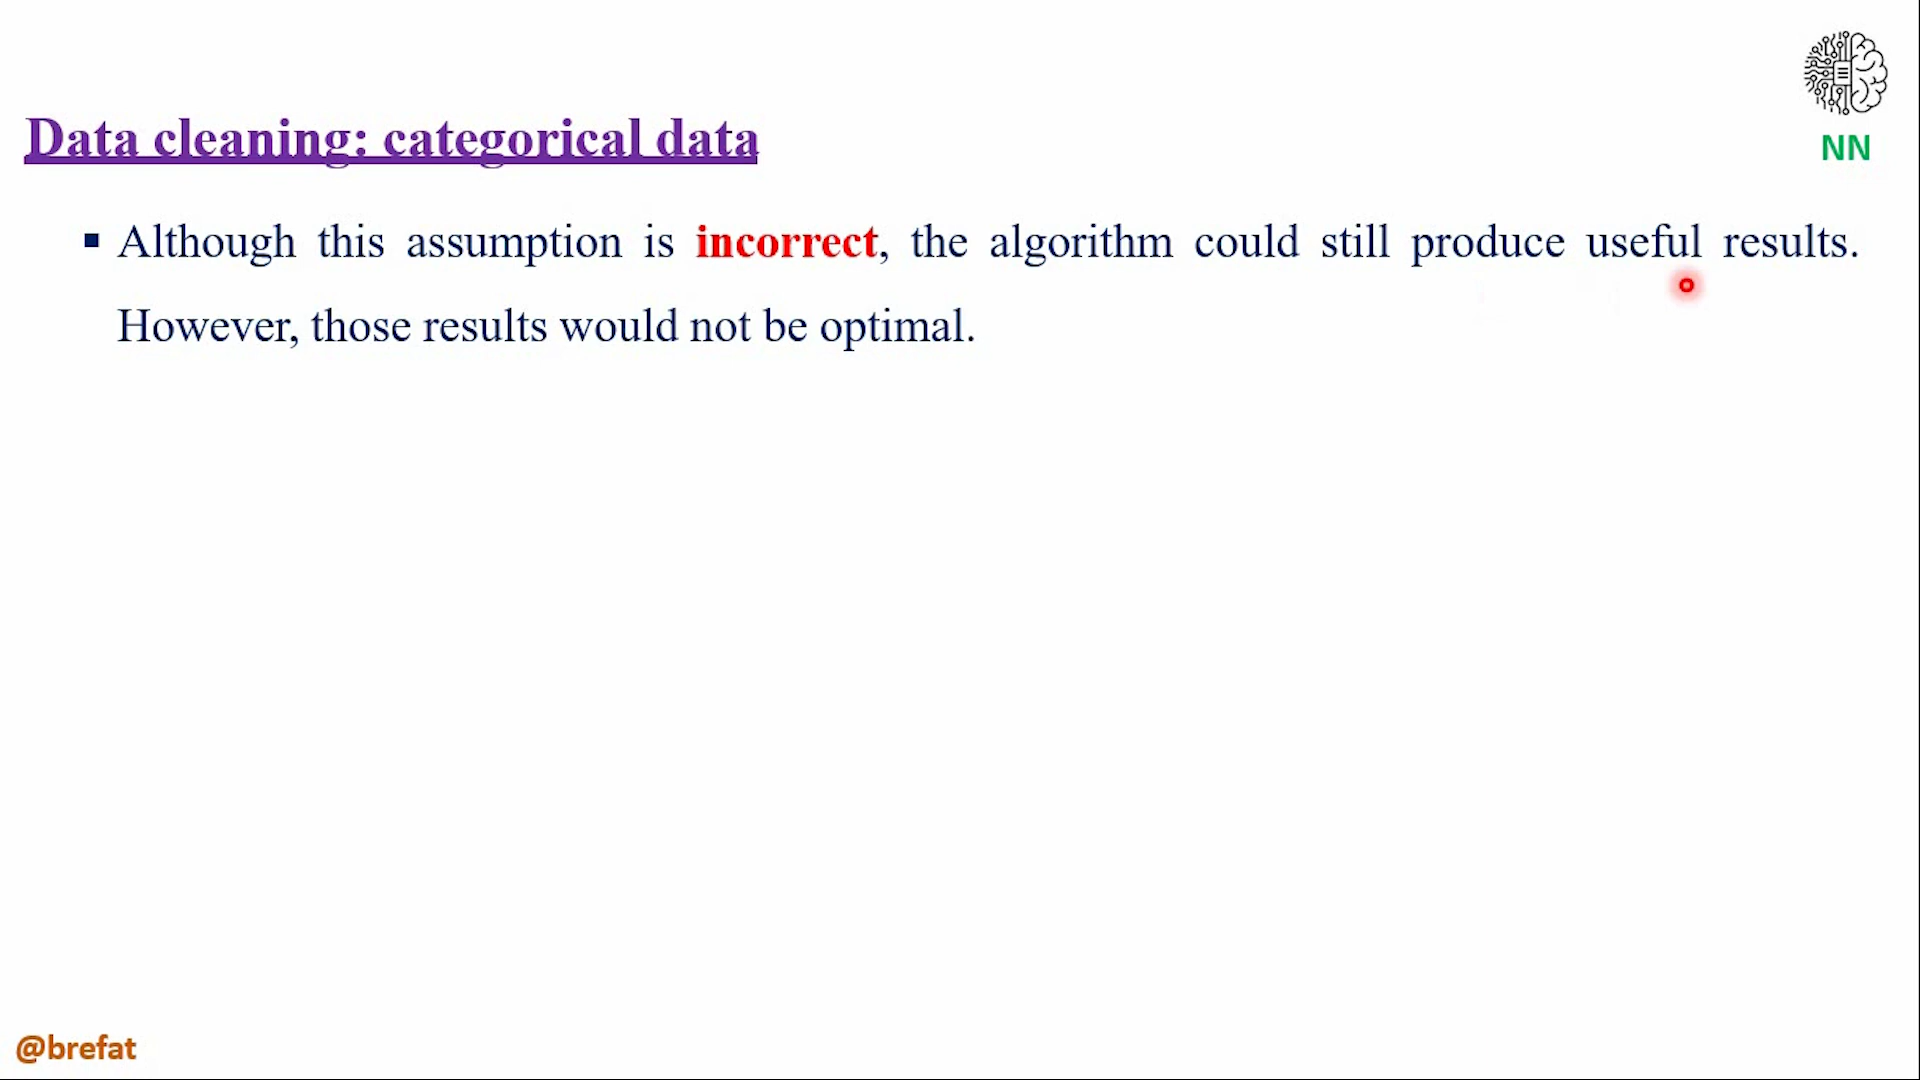 NN
Data cleaning: categorical data
▪ Although this assumption is incorrect, the algorithm could still produce useful results.
However, those results would not be optimal.
@brefat